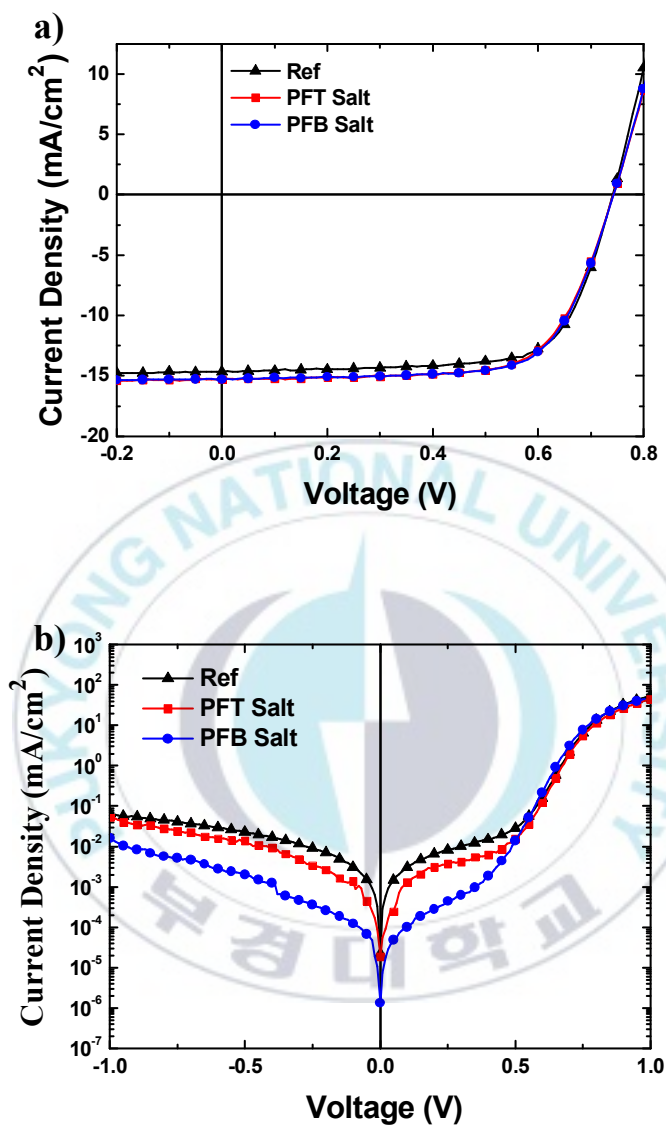 a)
Ref
PFT Salt
PFB Salt
10
5
0
-5
-10
-15
-20
-0.2 0.0 0.2 0.4 0.6 0.8
Current Density (mA/cm²)
Voltage (V)
PUKYONG NATIONAL UNIVERSITY
b)
Ref
PFT Salt
PFB Salt
10³
10²
10¹
10⁰
10⁻¹
10⁻²
10⁻³
10⁻⁴
10⁻⁵
10⁻⁶
10⁻⁷
-1.0 -0.5 0.0 0.5 1.0
Current Density (mA/cm²)
Voltage (V)
부경대학교